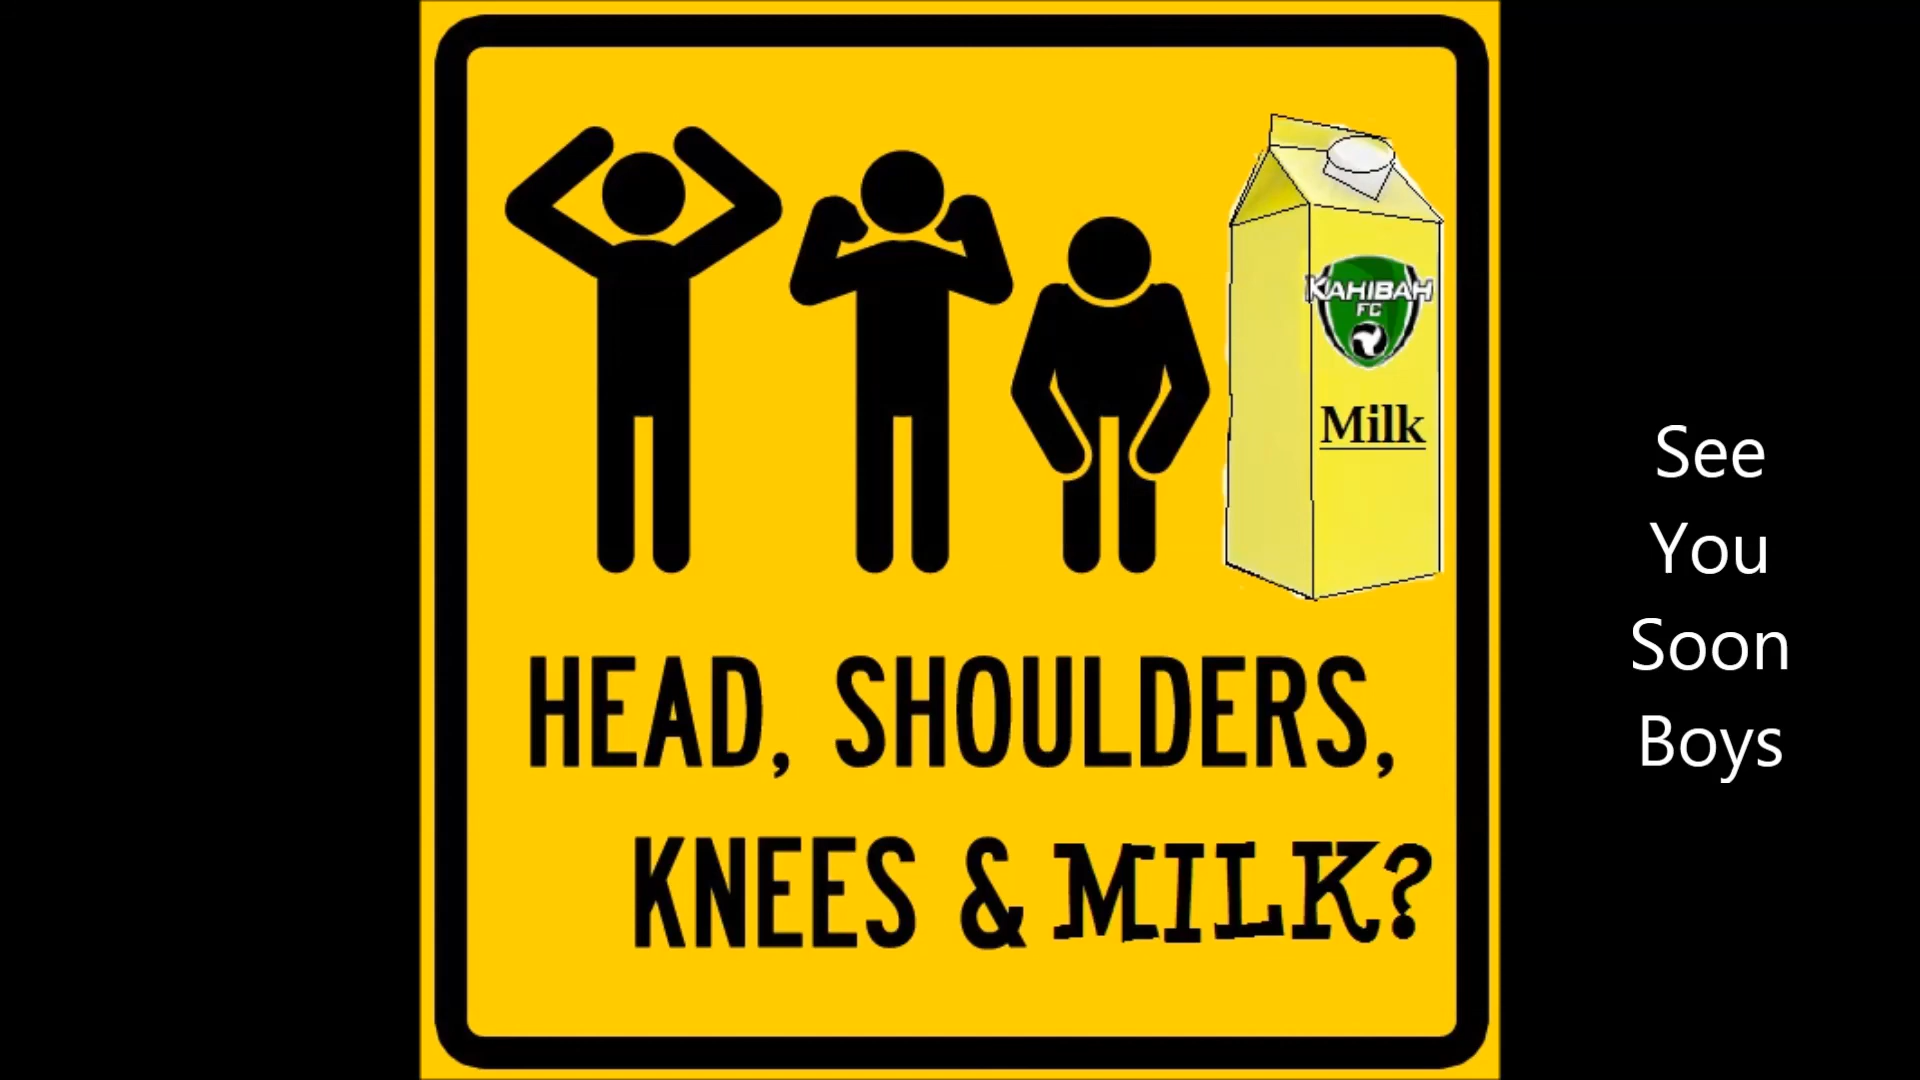 KAHIBAH
FC
Milk
HEAD, SHOULDERS,
KNEES & MILK?
See
You
Soon
Boys